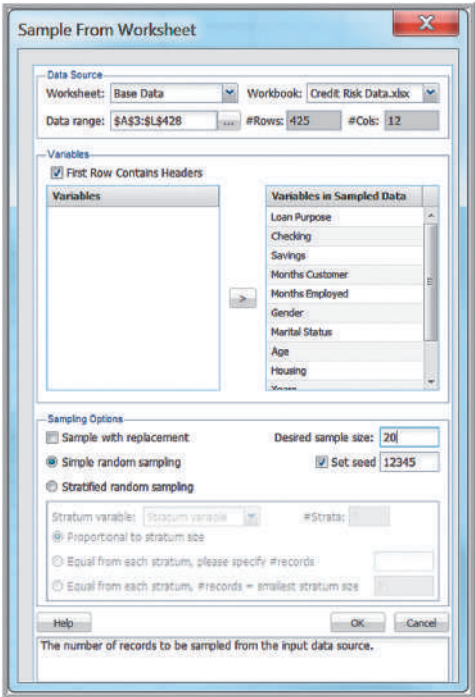 Sample From Worksheet
Data Source
Worksheet: Base Data Workbook: Credit Risk Data.xlsx
Data range: $A$3:$L$428 ... #Rows: 425 #Cols: 12
Variables
First Row Contains Headers
Variables Variables in Sampled Data
Loan Purpose
Checking
Savings
Months Customer
> Months Employed
Gender
Marital Status
Age
Housing
Years
Sampling Options
Sample with replacement Desired sample size: 20
Simple random sampling Set seed 12345
Stratified random sampling
Stratum variable: Stratum variable #Strata:
Proportional to stratum size
Equal from each stratum, please specify #records
Equal from each stratum, #records = smallest stratum size
Help OK Cancel
The number of records to be sampled from the input data source.